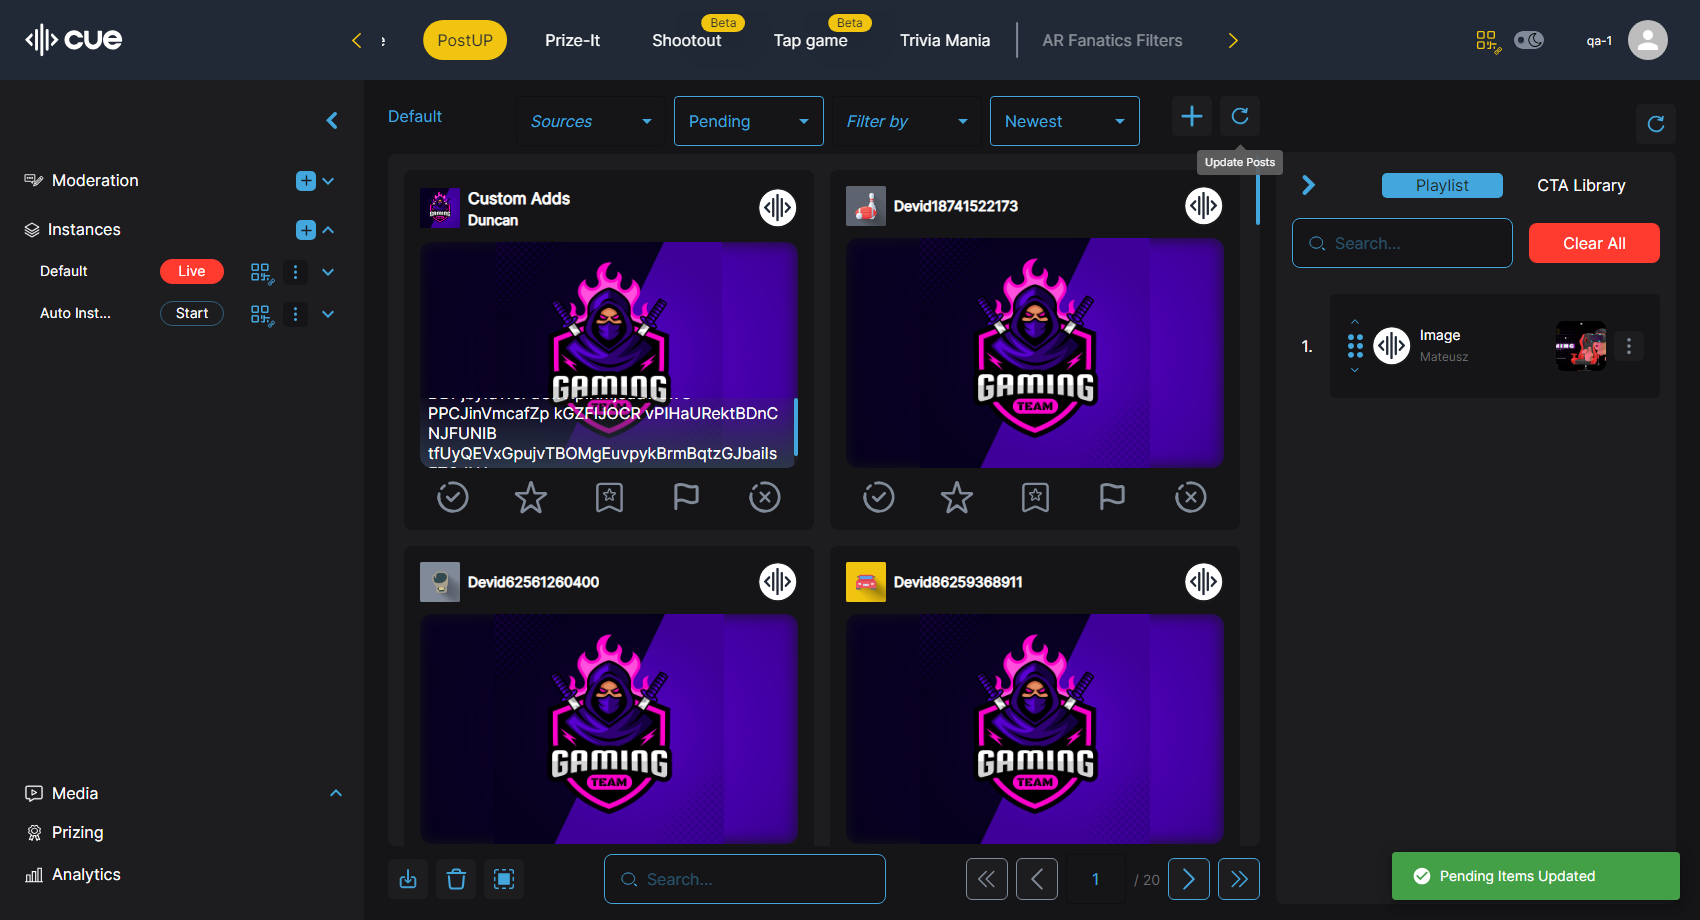 cue
PostUP
Prize-It
Beta
Shootout
Beta
Tap game
Trivia Mania
AR Fanatics Filters
qa-1
Default
Sources
Pending
Filter by
Newest
Update Posts
Moderation
Instances
Default
Live
Auto Inst...
Start
Media
Prizing
Analytics
Custom Adds
Duncan
GAMING
TEAM
PPCJinVmcafZp kGZFIJOCR vPIHaURektBDnC
NJFUNIB
tfUyQEVxGpujvTBOMgEuvpykBrmBqtzGJbaiIs
Devid18741522173
GAMING
TEAM
Devid62561260400
GAMING
TEAM
Devid86259368911
GAMING
TEAM
Search...
1
/ 20
Playlist
CTA Library
Search...
Clear All
1.
Image
Mateusz
Pending Items Updated